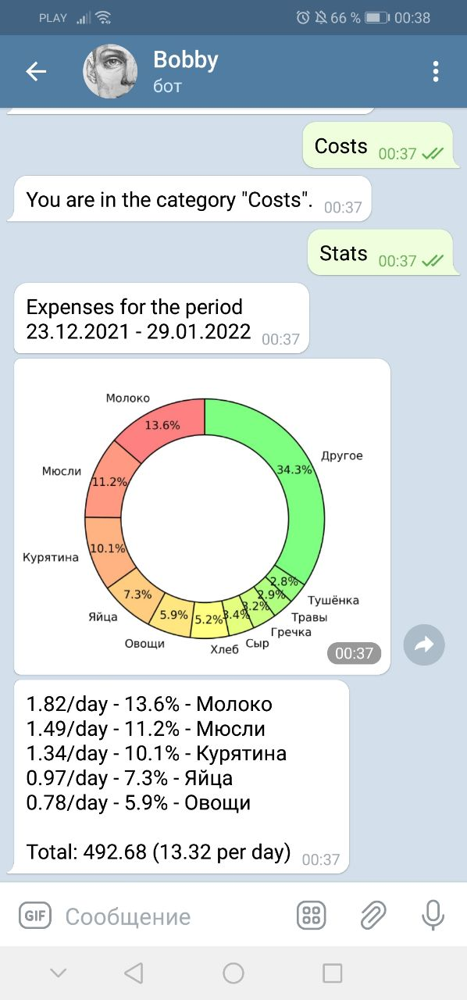 PLAY 66 % 00:38
Bobby
бот
Costs 00:37
You are in the category "Costs". 00:37
Stats 00:37
Expenses for the period
23.12.2021 - 29.01.2022 00:37
Молоко
13.6%
Другое
34.3%
Мюсли
11.2%
Курятина
10.1%
Яйца
7.3%
Овощи
5.9%
Хлеб
5.2%
Сыр
3.4%
Гречка
3.2%
Травы
2.9%
Тушёнка
2.8%
00:37
1.82/day - 13.6% - Молоко
1.49/day - 11.2% - Мюсли
1.34/day - 10.1% - Курятина
0.97/day - 7.3% - Яйца
0.78/day - 5.9% - Овощи
Total: 492.68 (13.32 per day) 00:37
GIF Сообщение